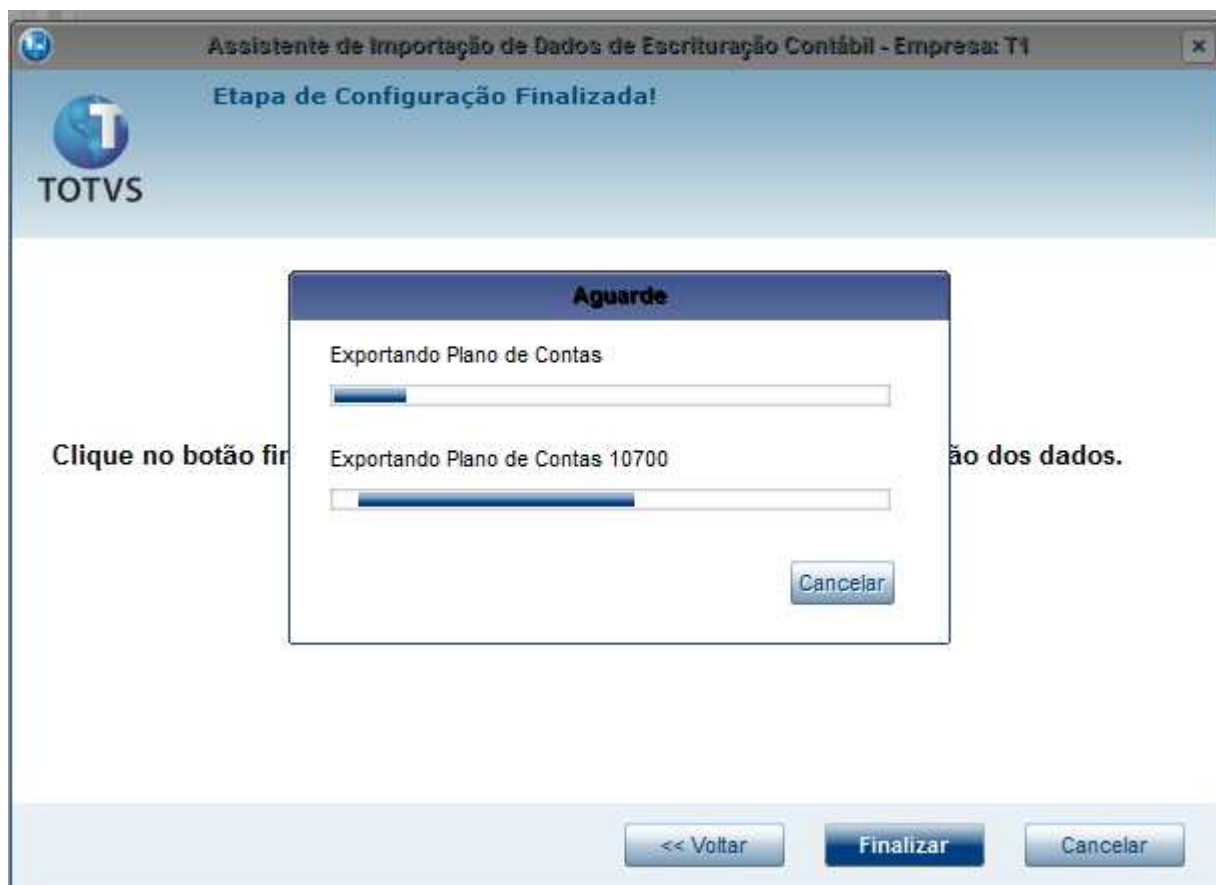 Assistente de Importação de Dados de Escrituração Contábil - Empresa: T1
Etapa de Configuração Finalizada!
TOTVS
Aguarde
Exportando Plano de Contas
Clique no botão fir
Exportando Plano de Contas 10700
ão dos dados.
Cancelar
<< Voltar
Finalizar
Cancelar